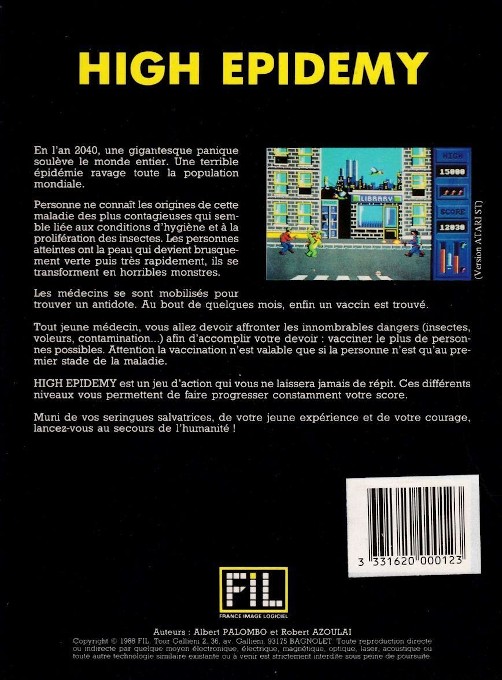 HIGH EPIDEMY
En l'an 2040, une gigantesque panique
soulève le monde entier. Une terrible
épidémie ravage toute la population
mondiale.
Personne ne connaît les origines de cette
maladie des plus contagieuses qui sem-
ble liée aux conditions d'hygiène et à la
prolifération des insectes. Les personnes
atteintes ont la peau qui devient brusque-
ment verte puis très rapidement, ils se
transforment en horribles monstres.
HIGH
15000
SCORE
12030
LIBRARY
(Version ATARI ST)
Les médecins se sont mobilisés pour
trouver un antidote. Au bout de quelques mois, enfin un vaccin est trouvé.
Tout jeune médecin, vous allez devoir affronter les innombrables dangers (insectes,
voleurs, contamination...) afin d'accomplir votre devoir : vacciner le plus de person-
nes possibles. Attention la vaccination n'est valable que si la personne n'est qu'au pre-
mier stade de la maladie.
HIGH EPIDEMY est un jeu d'action qui vous ne laissera jamais de répit. Ces différents
niveaux vous permettent de faire progresser constamment votre score.
Muni de vos seringues salvatrices, de votre jeune expérience et de votre courage,
lancez-vous au secours de l'humanité !
3 331620 000123
FIL
FRANCE IMAGE LOGICIEL
Auteurs : Albert PALOMBO et Robert AZOULAI
Copyright © 1988 FIL. Tour Gallieni 2, 36, av. Gallieni, 93175 BAGNOLET. Toute reproduction directe
ou indirecte par quelque moyen électronique, électrique, magnétique, optique, laser, acoustique ou
toute autre technologie similaire existante ou à venir est strictement interdite sous peine de poursuite.